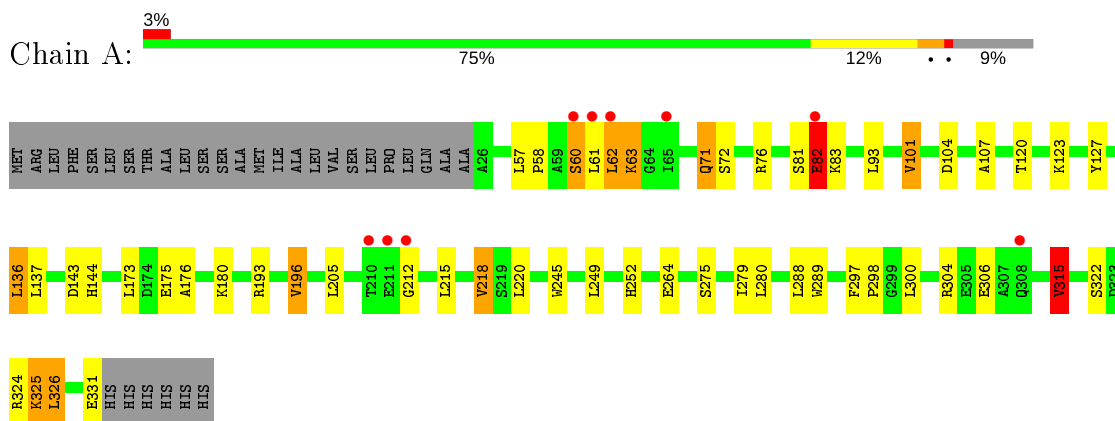 3%
Chain A:
75% 12% • • 9%
MET ARG LEU PHE SER LEU SER THR ALA LEU SER SER ALA MET ILE ALA LEU VAL SER LEU PRO LEU GLN ALA ALA A26 L57 P58 A59 S60 L61 L62 K63 G64 I65 Q71 S72 R76 S81 E82 K83 L93 V101 D104 A107 T120 K123 Y127
L136 L137 D143 H144 L173 D174 E175 A176 K180 R193 V196 L205 T210 E211 G212 L215 V218 S219 L220 W245 L249 H252 E264 S275 I279 L280 L288 W289 F297 P298 G299 L300 R304 E305 E306 A307 Q308 V315 S322
R324 K325 L326 E331 HIS HIS HIS HIS HIS HIS